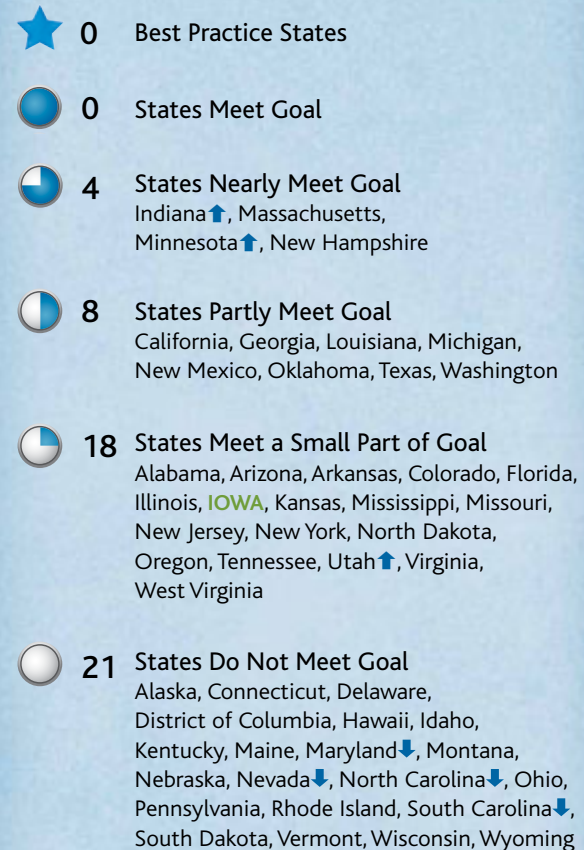 0 Best Practice States
0 States Meet Goal
4 States Nearly Meet Goal
Indiana⬆, Massachusetts,
Minnesota⬆, New Hampshire
8 States Partly Meet Goal
California, Georgia, Louisiana, Michigan,
New Mexico, Oklahoma, Texas, Washington
18 States Meet a Small Part of Goal
Alabama, Arizona, Arkansas, Colorado, Florida,
Illinois, IOWA, Kansas, Mississippi, Missouri,
New Jersey, New York, North Dakota,
Oregon, Tennessee, Utah⬆, Virginia,
West Virginia
21 States Do Not Meet Goal
Alaska, Connecticut, Delaware,
District of Columbia, Hawaii, Idaho,
Kentucky, Maine, Maryland⬇, Montana,
Nebraska, Nevada⬇, North Carolina⬇, Ohio,
Pennsylvania, Rhode Island, South Carolina⬇,
South Dakota, Vermont, Wisconsin, Wyoming